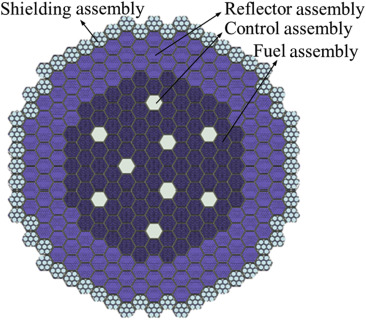 Shielding assembly
Reflector assembly
Control assembly
Fuel assembly